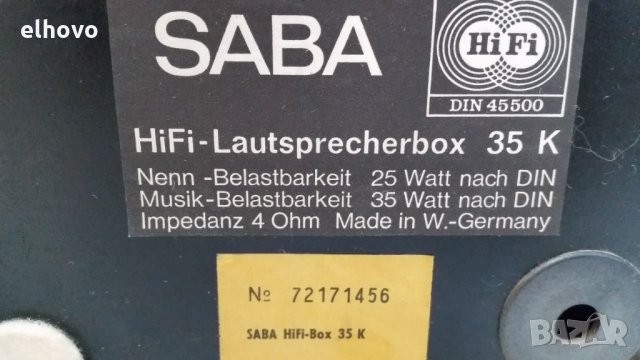 elhovo
SABA
HiFi
DIN 45500
HiFi-Lautsprecherbox 35 K
Nenn -Belastbarkeit 25 Watt nach DIN
Musik-Belastbarkeit 35 Watt nach DIN
Impedanz 4 Ohm Made in W.-Germany
№ 72171456
SABA HiFi-Box 35 K
BAZAR